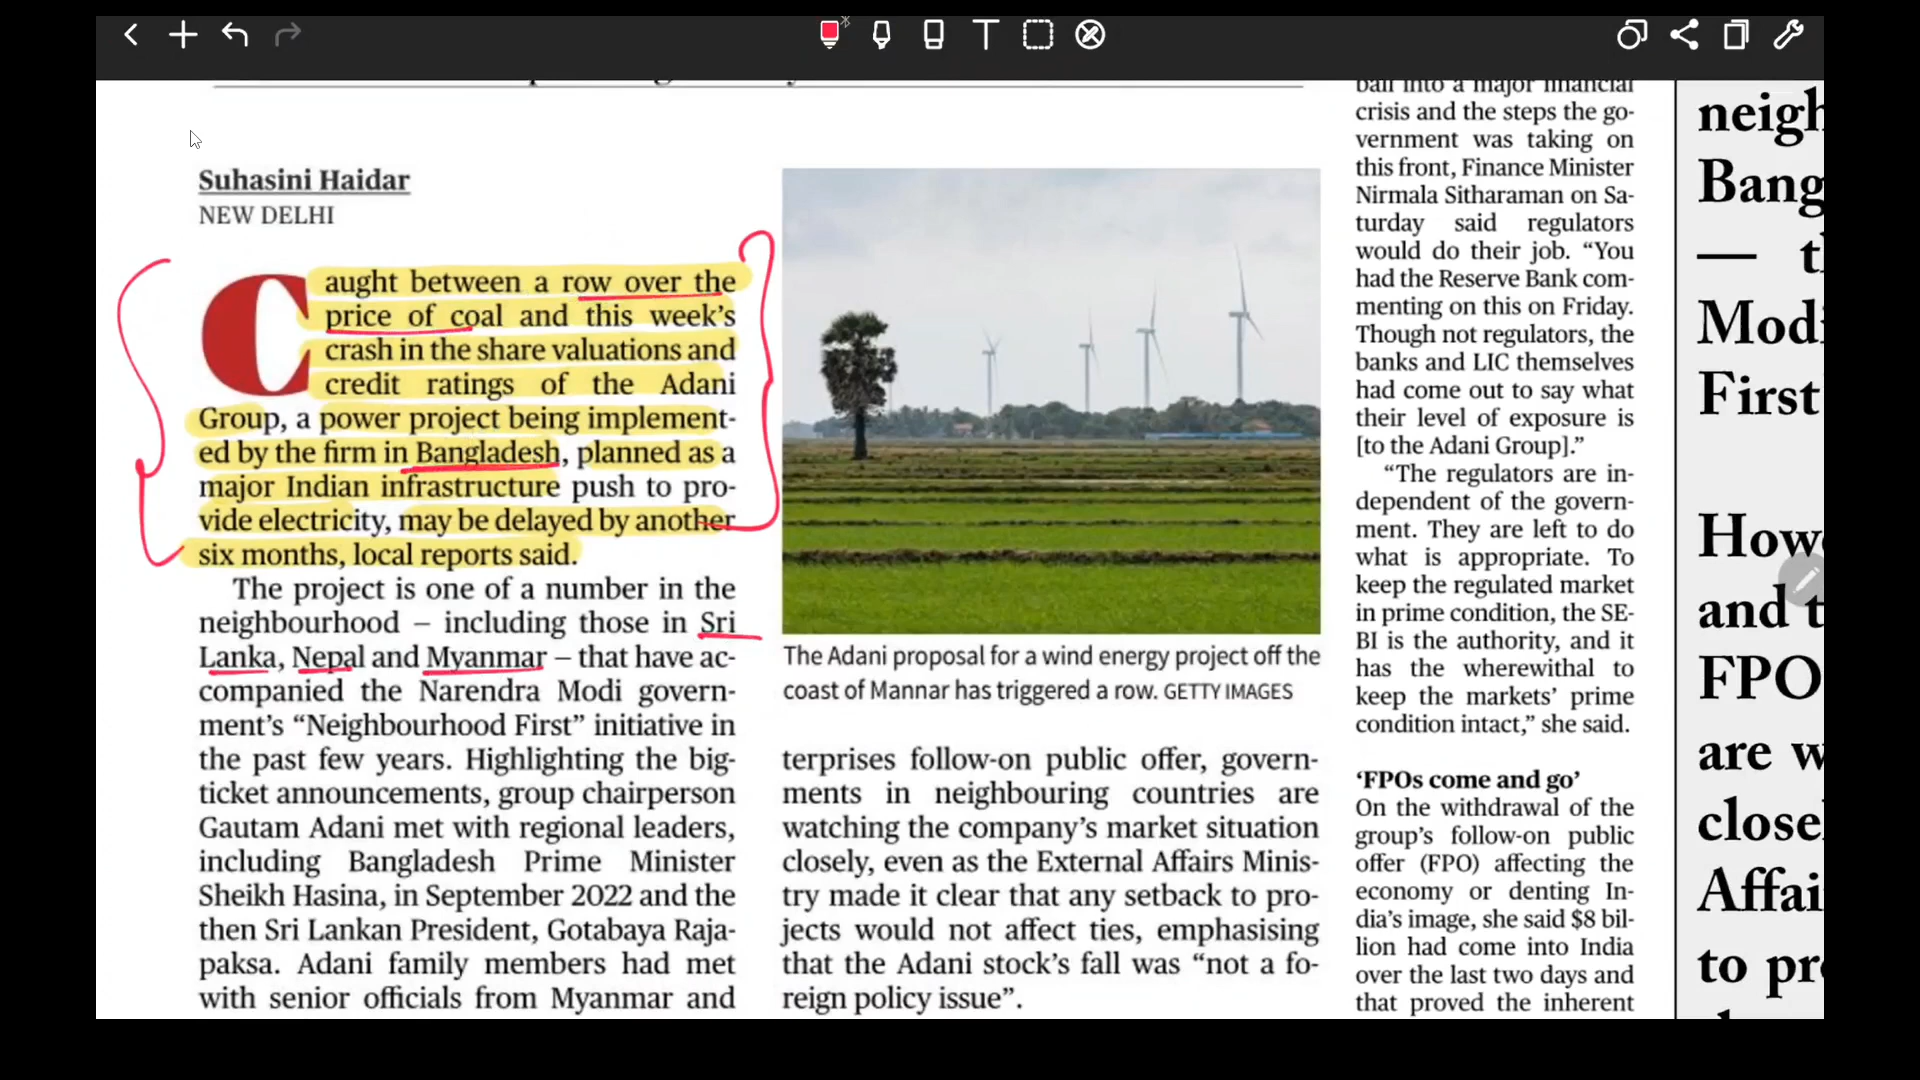 Suhasini Haidar
NEW DELHI
Caught between a row over the
price of coal and this week's
crash in the share valuations and
credit ratings of the Adani
Group, a power project being implement-
ed by the firm in Bangladesh, planned as a
major Indian infrastructure push to pro-
vide electricity, may be delayed by another
six months, local reports said.
The project is one of a number in the
neighbourhood – including those in Sri
Lanka, Nepal and Myanmar – that have ac-
companied the Narendra Modi govern-
ment's “Neighbourhood First” initiative in
the past few years. Highlighting the big-
ticket announcements, group chairperson
Gautam Adani met with regional leaders,
including Bangladesh Prime Minister
Sheikh Hasina, in September 2022 and the
then Sri Lankan President, Gotabaya Raja-
paksa. Adani family members had met
with senior officials from Myanmar and
The Adani proposal for a wind energy project off the
coast of Mannar has triggered a row. GETTY IMAGES
terprises follow-on public offer, govern-
ments in neighbouring countries are
watching the company's market situation
closely, even as the External Affairs Minis-
try made it clear that any setback to pro-
jects would not affect ties, emphasising
that the Adani stock's fall was “not a fo-
reign policy issue”.
ball into a major financial
crisis and the steps the go-
vernment was taking on
this front, Finance Minister
Nirmala Sitharaman on Sa-
turday said regulators
would do their job. “You
had the Reserve Bank com-
menting on this on Friday.
Though not regulators, the
banks and LIC themselves
had come out to say what
their level of exposure is
[to the Adani Group].”
“The regulators are in-
dependent of the govern-
ment. They are left to do
what is appropriate. To
keep the regulated market
in prime condition, the SE-
BI is the authority, and it
has the wherewithal to
keep the markets' prime
condition intact,” she said.
‘FPOs come and go’
On the withdrawal of the
group's follow-on public
offer (FPO) affecting the
economy or denting In-
dia's image, she said $8 bil-
lion had come into India
over the last two days and
that proved the inherent
neigh
Bang
— t
Modi
First
How
and t
FPO
are w
close
Affai
to pr